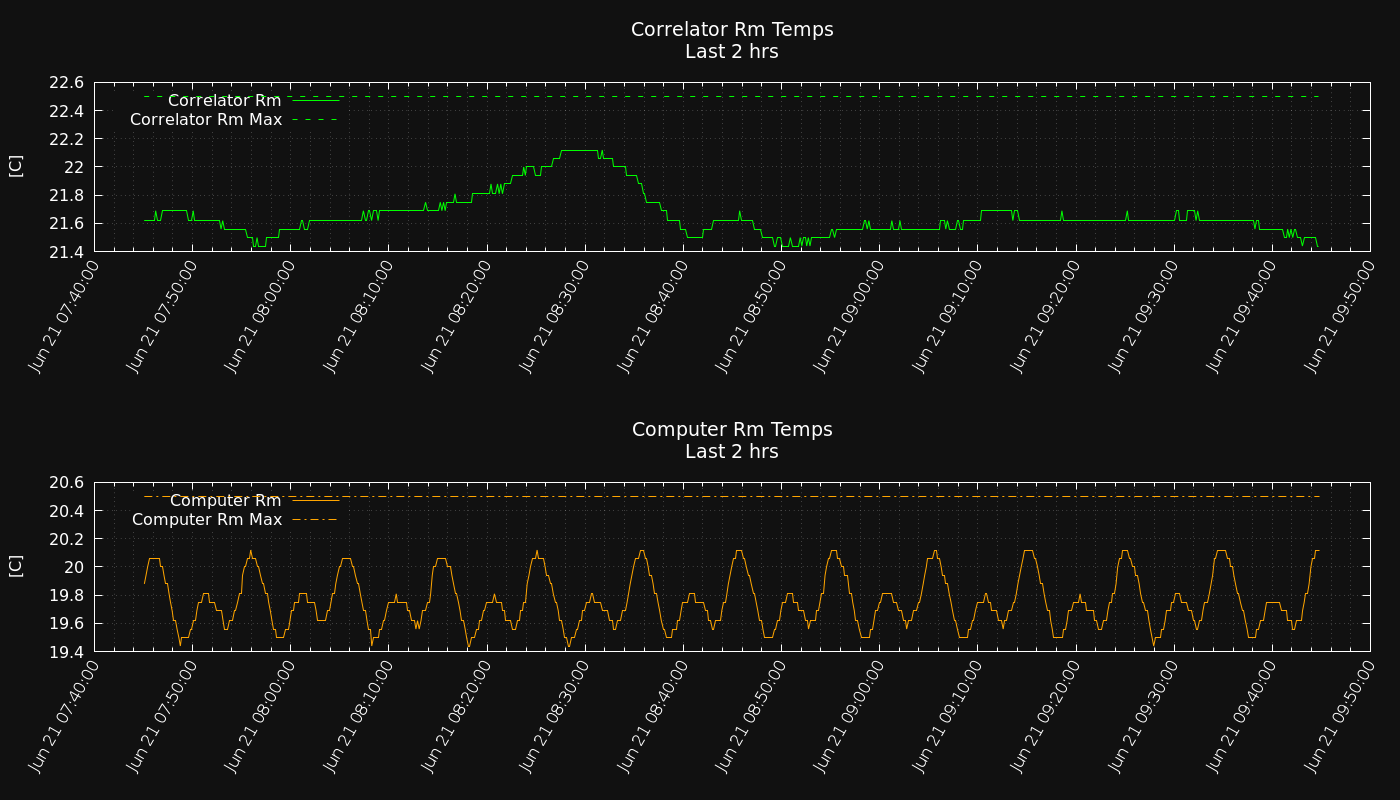 Correlator Rm Temps
Last 2 hrs
22.6
22.4
22.2
22
21.8
21.6
21.4
[C]
Correlator Rm
Correlator Rm Max
Jun 21 07:40:00
Jun 21 07:50:00
Jun 21 08:00:00
Jun 21 08:10:00
Jun 21 08:20:00
Jun 21 08:30:00
Jun 21 08:40:00
Jun 21 08:50:00
Jun 21 09:00:00
Jun 21 09:10:00
Jun 21 09:20:00
Jun 21 09:30:00
Jun 21 09:40:00
Jun 21 09:50:00
Computer Rm Temps
Last 2 hrs
20.6
20.4
20.2
20
19.8
19.6
19.4
[C]
Computer Rm
Computer Rm Max
Jun 21 07:40:00
Jun 21 07:50:00
Jun 21 08:00:00
Jun 21 08:10:00
Jun 21 08:20:00
Jun 21 08:30:00
Jun 21 08:40:00
Jun 21 08:50:00
Jun 21 09:00:00
Jun 21 09:10:00
Jun 21 09:20:00
Jun 21 09:30:00
Jun 21 09:40:00
Jun 21 09:50:00